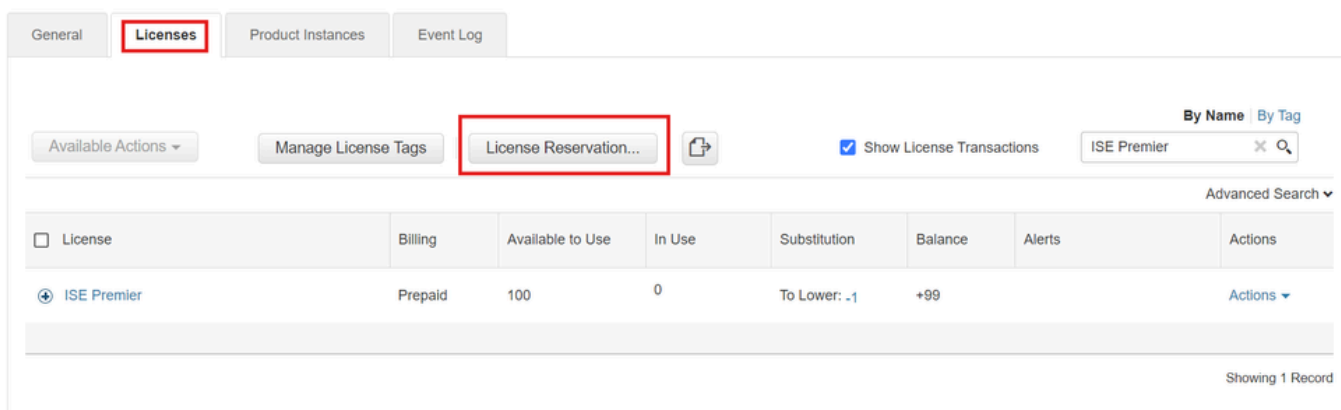 General Licenses Product Instances Event Log
By Name By Tag
Available Actions Manage License Tags License Reservation... Show License Transactions ISE Premier
Advanced Search
License Billing Available to Use In Use Substitution Balance Alerts Actions
ISE Premier Prepaid 100 0 To Lower: -1 +99 Actions
Showing 1 Record